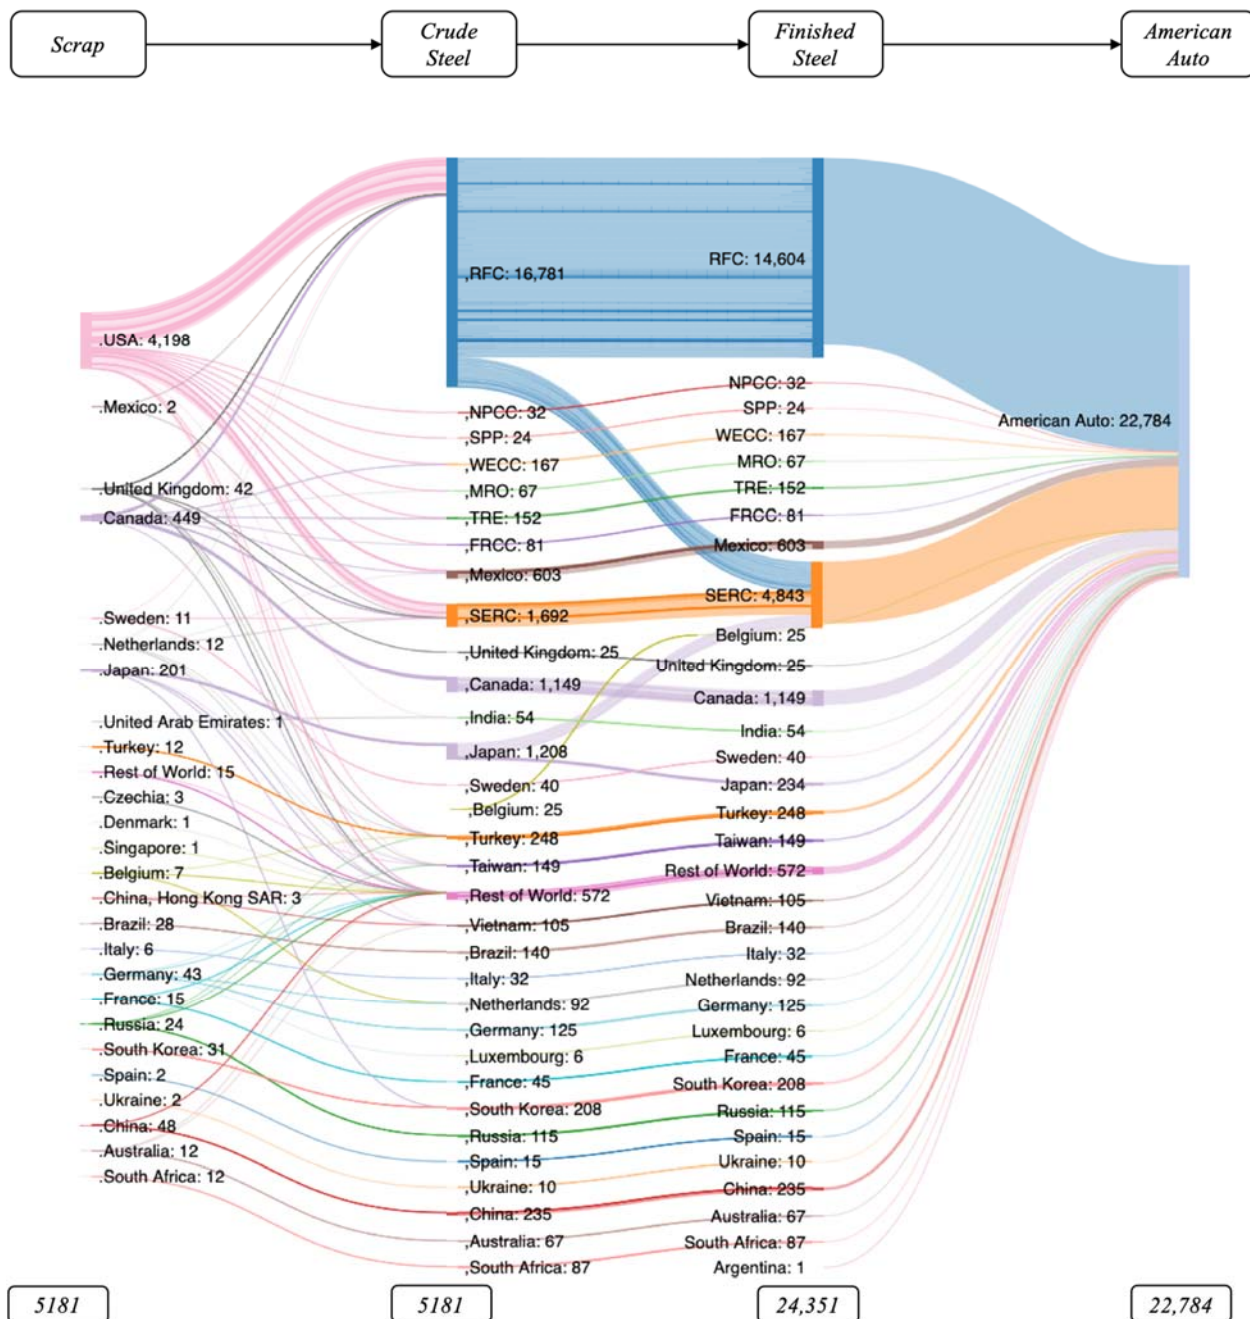 Scrap
Crude
Steel
Finished
Steel
American
Auto
.USA: 4,198
.Mexico: 2
.United Kingdom: 42
.Canada: 449
.Sweden: 11
.Netherlands: 12
.Japan: 201
.United Arab Emirates: 1
.Turkey: 12
.Rest of World: 15
.Czechia: 3
.Denmark: 1
.Singapore: 1
.Belgium: 7
.China, Hong Kong SAR: 3
.Brazil: 28
.Italy: 6
.Germany: 43
.France: 15
.Russia: 24
.South Korea: 31
.Spain: 2
.Ukraine: 2
.China: 48
.Australia: 12
.South Africa: 12
,RFC: 16,781
,NPCC: 32
,SPP: 24
,WECC: 167
,MRO: 67
,TRE: 152
,FRCC: 81
,Mexico: 603
,SERC: 1,692
,United Kingdom: 25
,Canada: 1,149
,India: 54
,Japan: 1,208
,Sweden: 40
,Belgium: 25
,Turkey: 248
,Taiwan: 149
,Rest of World: 572
,Vietnam: 105
,Brazil: 140
,Italy: 32
,Netherlands: 92
,Germany: 125
,Luxembourg: 6
,France: 45
,South Korea: 208
,Russia: 115
,Spain: 15
,Ukraine: 10
,China: 235
,Australia: 67
,South Africa: 87
RFC: 14,604
NPCC: 32
SPP: 24
WECC: 167
MRO: 67
TRE: 152
FRCC: 81
Mexico: 603
SERC: 4,843
Belgium: 25
United Kingdom: 25
Canada: 1,149
India: 54
Sweden: 40
Japan: 234
Turkey: 248
Taiwan: 149
Rest of World: 572
Vietnam: 105
Brazil: 140
Italy: 32
Netherlands: 92
Germany: 125
Luxembourg: 6
France: 45
South Korea: 208
Russia: 115
Spain: 15
Ukraine: 10
China: 235
Australia: 67
South Africa: 87
Argentina: 1
American Auto: 22,784
5181
5181
24,351
22,784